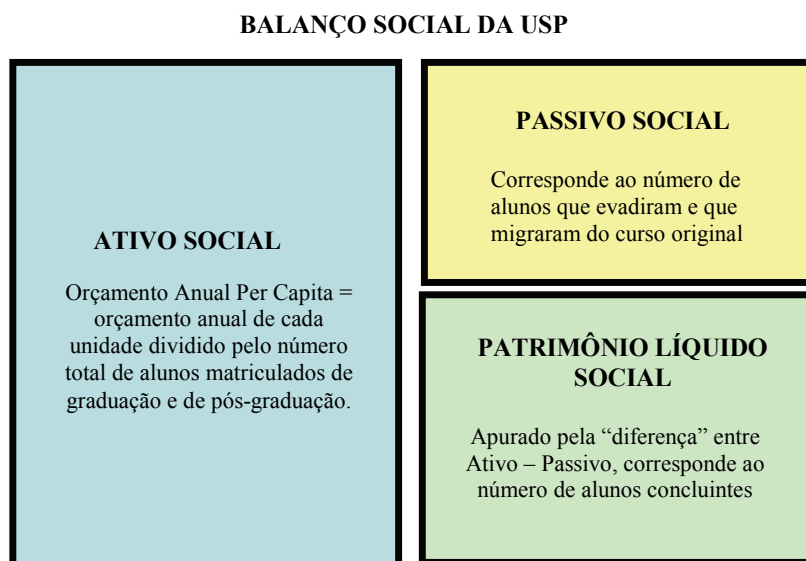 BALANÇO SOCIAL DA USP
ATIVO SOCIAL
Orçamento Anual Per Capita =
orçamento anual de cada
unidade dividido pelo número
total de alunos matriculados de
graduação e de pós-graduação.
PASSIVO SOCIAL
Corresponde ao número de
alunos que evadiram e que
migraram do curso original
PATRIMÔNIO LÍQUIDO
SOCIAL
Apurado pela “diferença” entre
Ativo – Passivo, corresponde ao
número de alunos concluintes